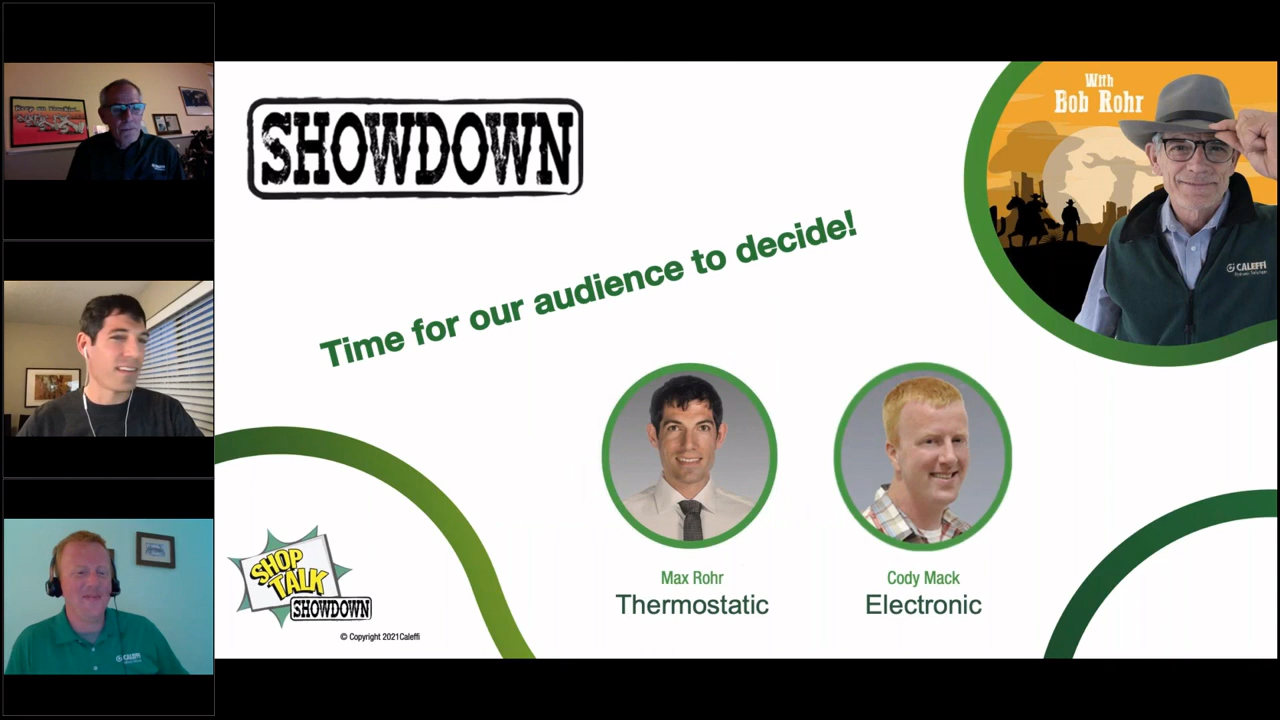 SHOWDOWN
With
Bob Rohr
Time for our audience to decide!
CALEFFI
Max Rohr
Thermostatic
Cody Mack
Electronic
SHOP
TALK
SHOWDOWN
© Copyright 2021Caleffi
CALEFFI